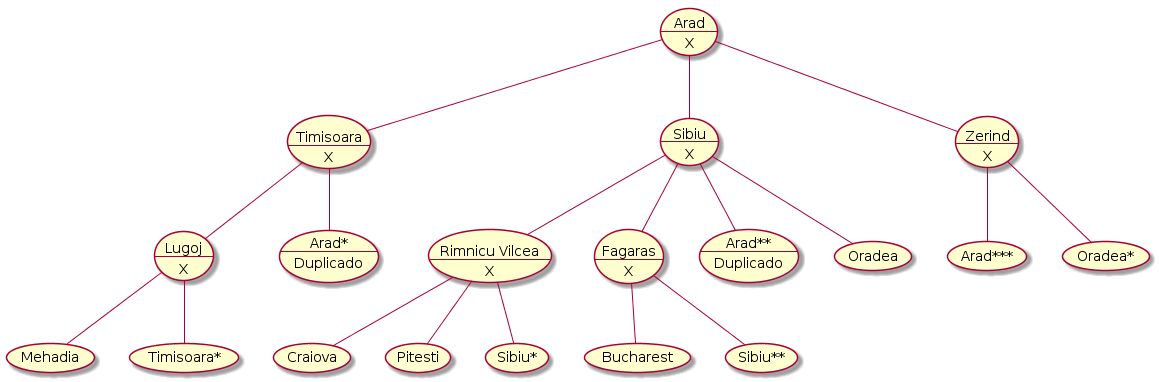 Arad
X
Timisoara
X
Sibiu
X
Zerind
X
Lugoj
X
Arad*
Duplicado
Rimnicu Vilcea
X
Fagaras
X
Arad**
Duplicado
Oradea
Arad***
Oradea*
Mehadia
Timisoara*
Craiova
Pitesti
Sibiu*
Bucharest
Sibiu**